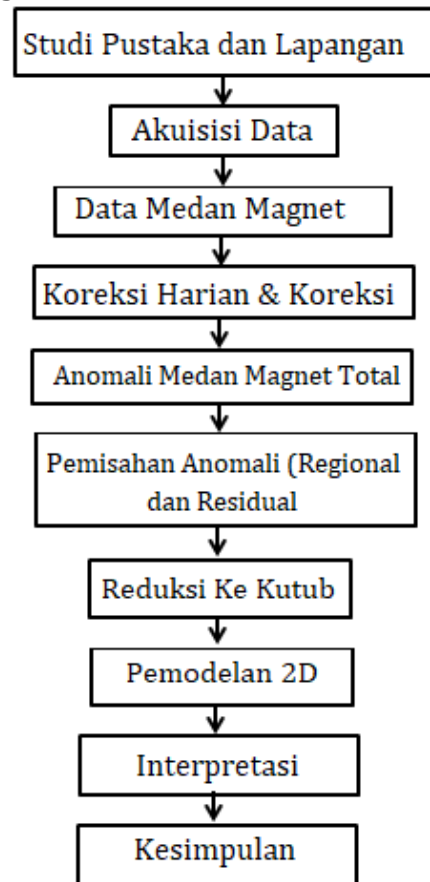 Studi Pustaka dan Lapangan
Akuisisi Data
Data Medan Magnet
Koreksi Harian & Koreksi
Anomali Medan Magnet Total
Pemisahan Anomali (Regional
dan Residual
Reduksi Ke Kutub
Pemodelan 2D
Interpretasi
Kesimpulan